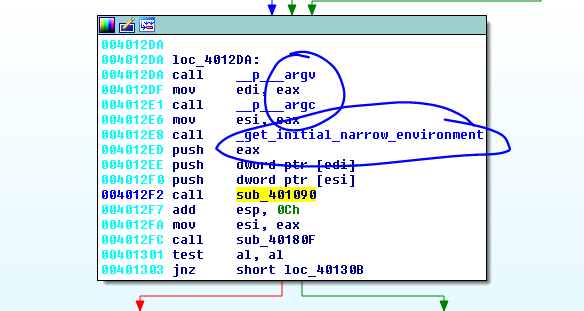 004012DA
004012DA loc_4012DA:
004012DA call __p___argv
004012DF mov edi, eax
004012E1 call __p___argc
004012E6 mov esi, eax
004012E8 call _get_initial_narrow_environment
004012ED push eax
004012EE push dword ptr [edi]
004012F0 push dword ptr [esi]
004012F2 call sub_401090
004012F7 add esp, 0Ch
004012FA mov esi, eax
004012FC call sub_40180F
00401301 test al, al
00401303 jnz short loc_40130B